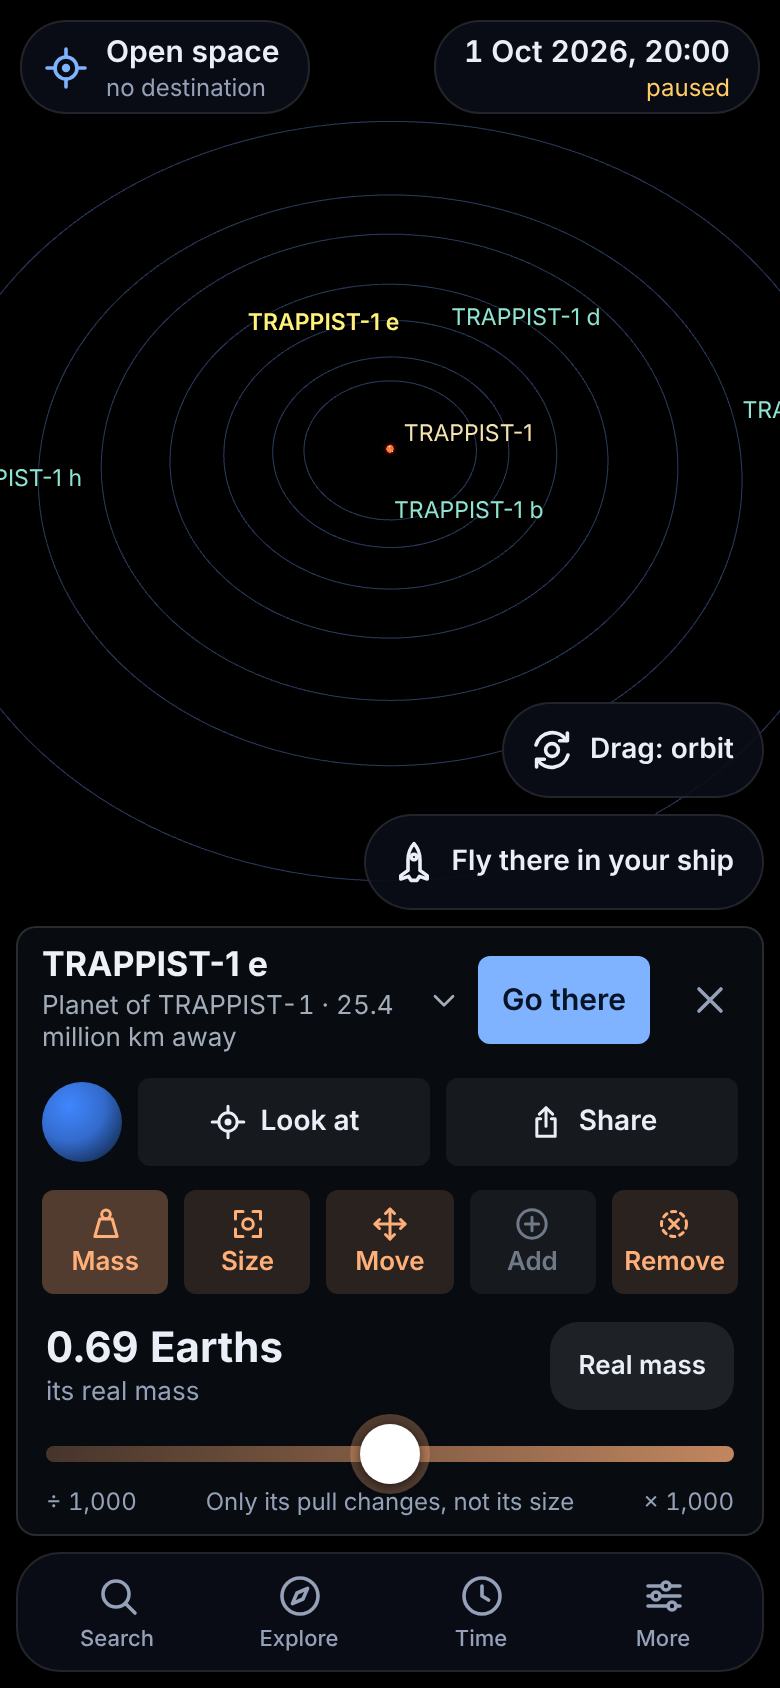 Open space
no destination
1 Oct 2026, 20:00
paused
TRAPPIST-1 e
TRAPPIST-1 d
TRA
TRAPPIST-1
PIST-1 h
TRAPPIST-1 b
Drag: orbit
Fly there in your ship
TRAPPIST-1 e
Planet of TRAPPIST-1 · 25.4
million km away
Go there
Look at
Share
Mass
Size
Move
Add
Remove
0.69 Earths
its real mass
Real mass
÷ 1,000
Only its pull changes, not its size
× 1,000
Search
Explore
Time
More